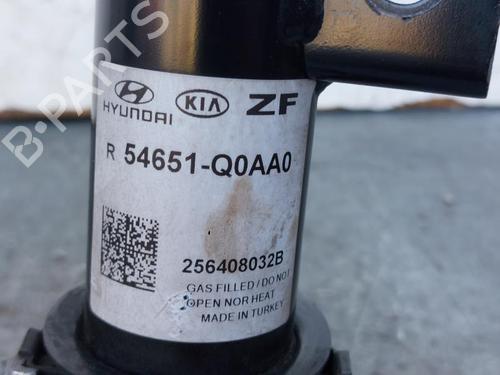 B-PARTS
HYUNDAI KIA ZF
R 54651-Q0AA0
256408032B
GAS FILLED / DO NOT
OPEN NOR HEAT
MADE IN TURKEY